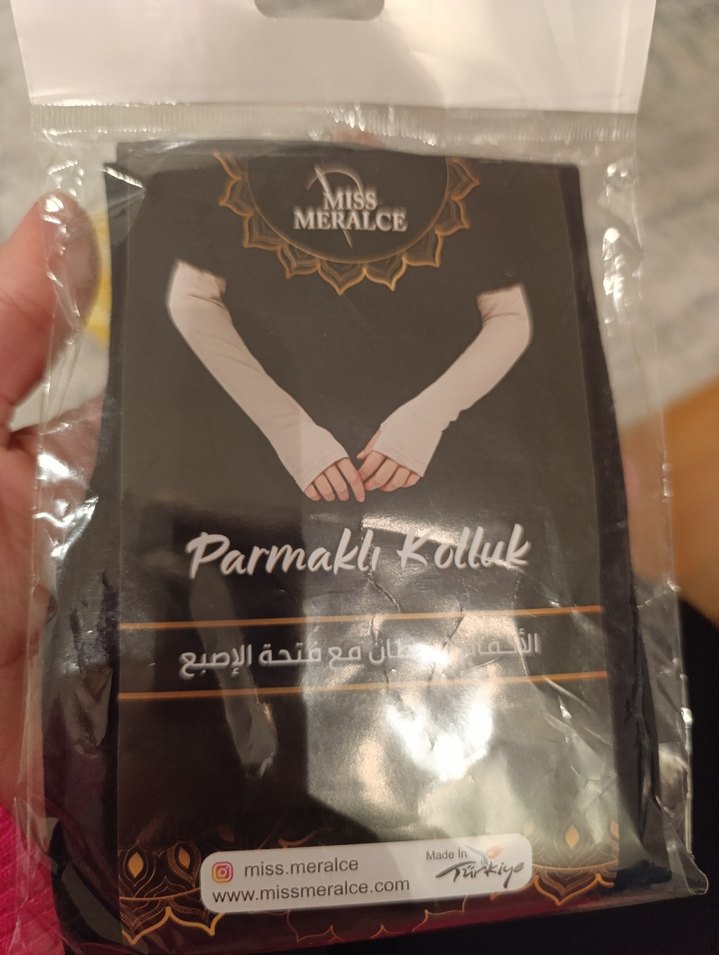 MISS
MERALCE
Parmaklı Kolluk
مع فتحة الإصبع
miss.meralce
www.missmeralce.com
Made In
Türkiye